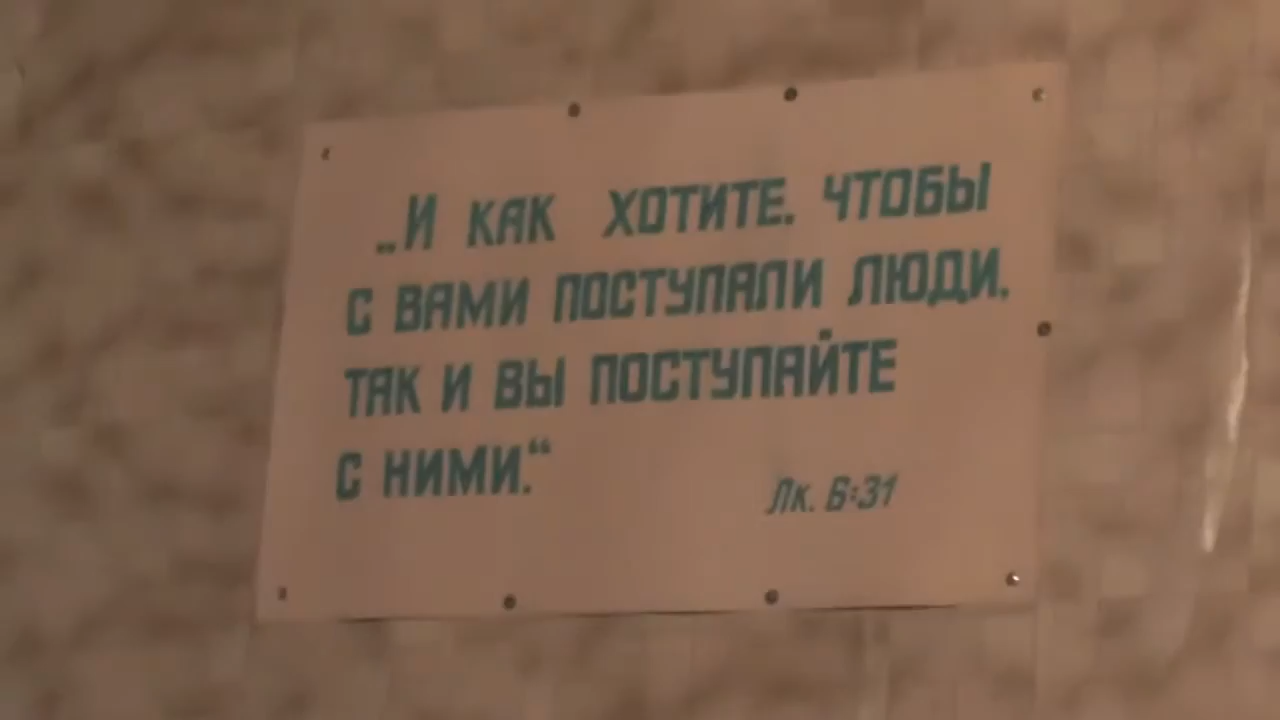 „И КАК ХОТИТЕ, ЧТОБЫ
С ВАМИ ПОСТУПАЛИ ЛЮДИ,
ТАК И ВЫ ПОСТУПАЙТЕ
С НИМИ.“
Лк. 6:31